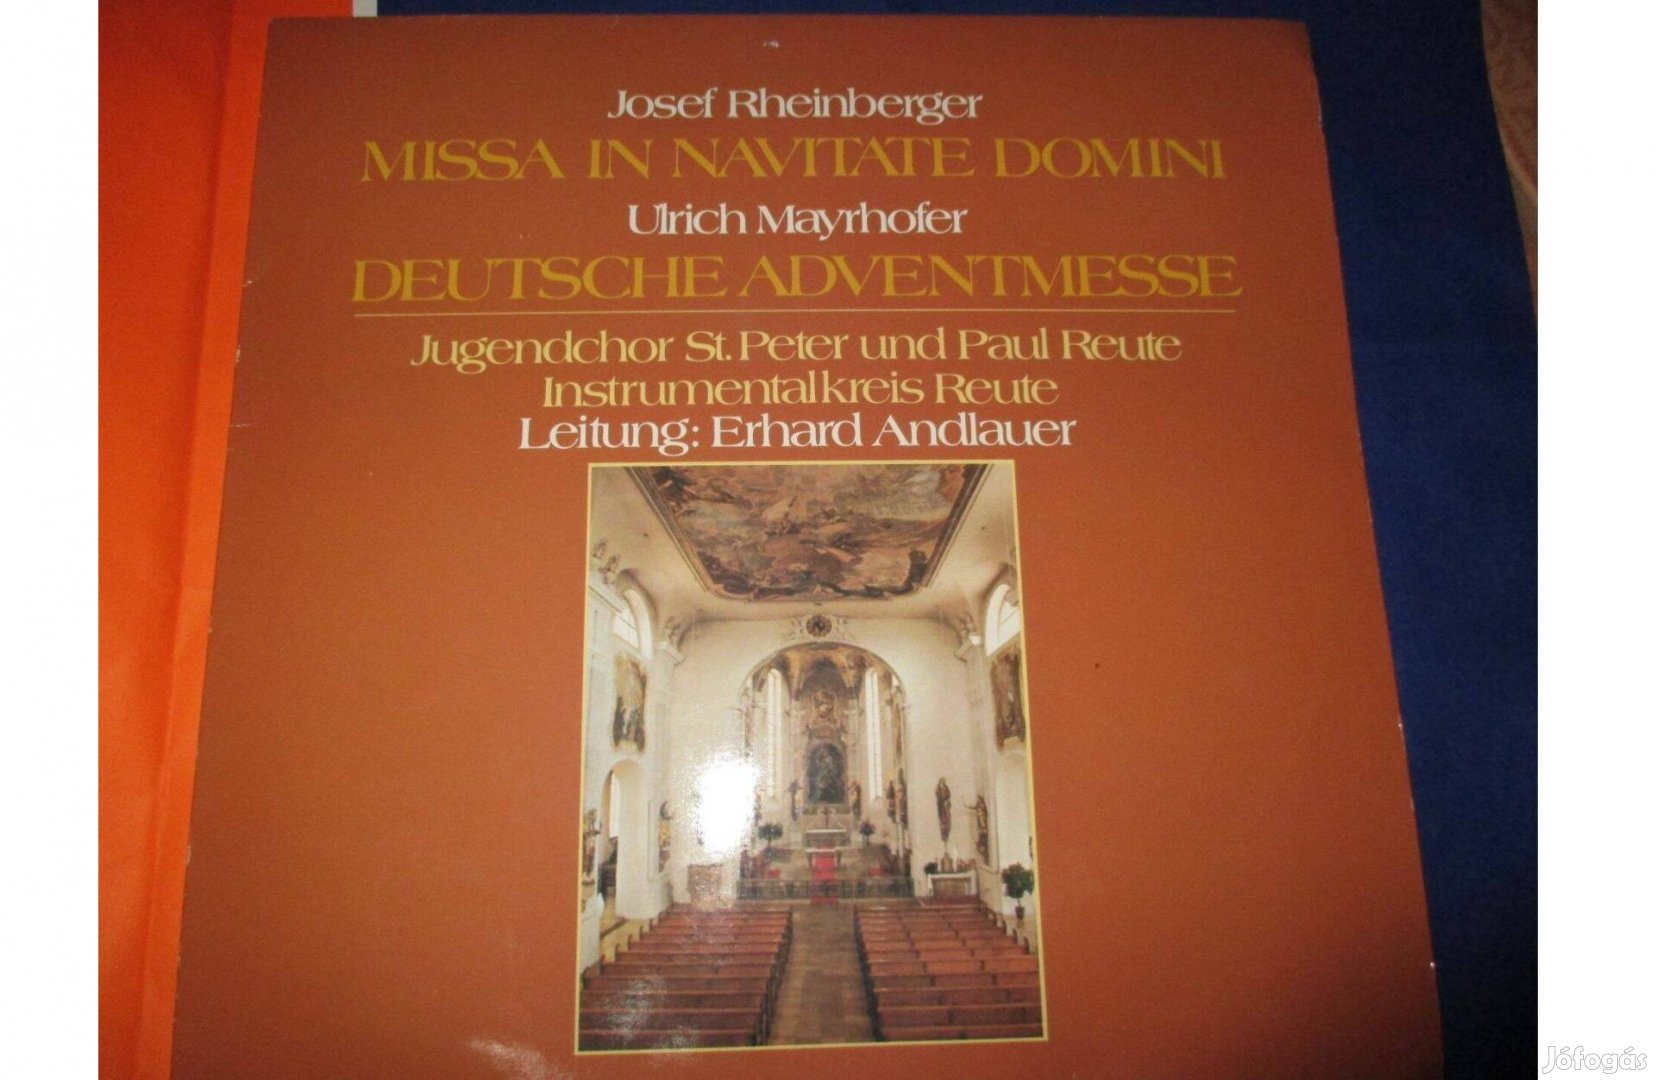 Josef Rheinberger
MISSA IN NAVITATE DOMINI
Ulrich Mayrhofer
DEUTSCHE ADVENTMESSE
Jugendchor St. Peter und Paul Reute
Instrumentalkreis Reute
Leitung: Erhard Andlauer
Jófogás